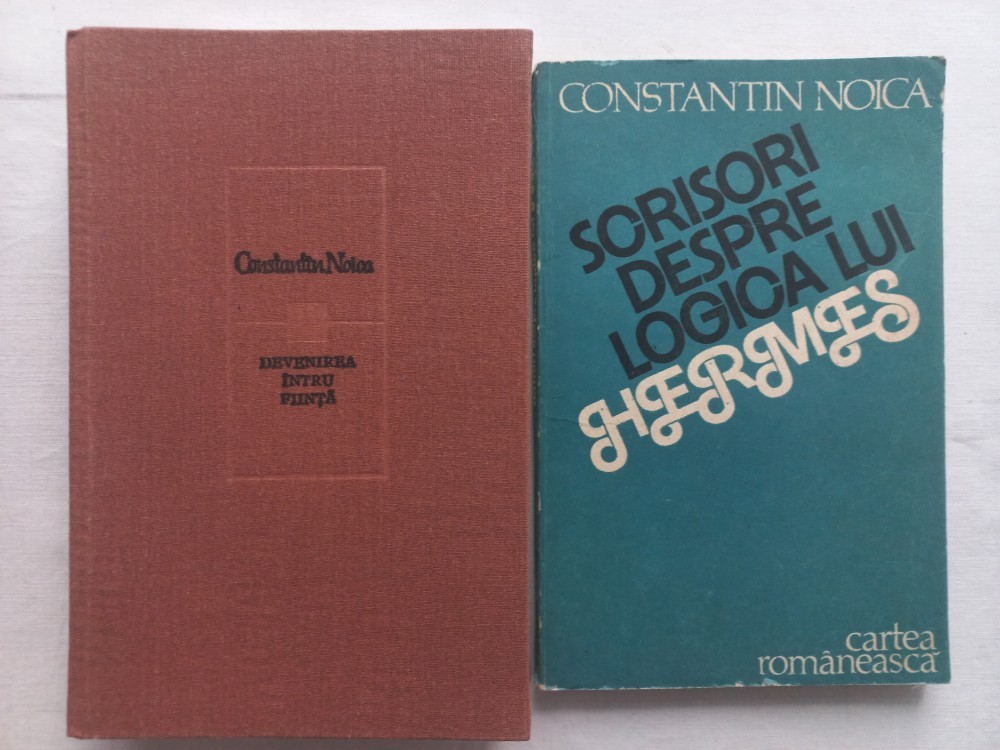 Constantin Noica
DEVENIREA
ÎNTRU
FIINȚĂ
CONSTANTIN NOICA
SCRISORI
DESPRE
LOGICA LUI
HERMES
cartea
românească